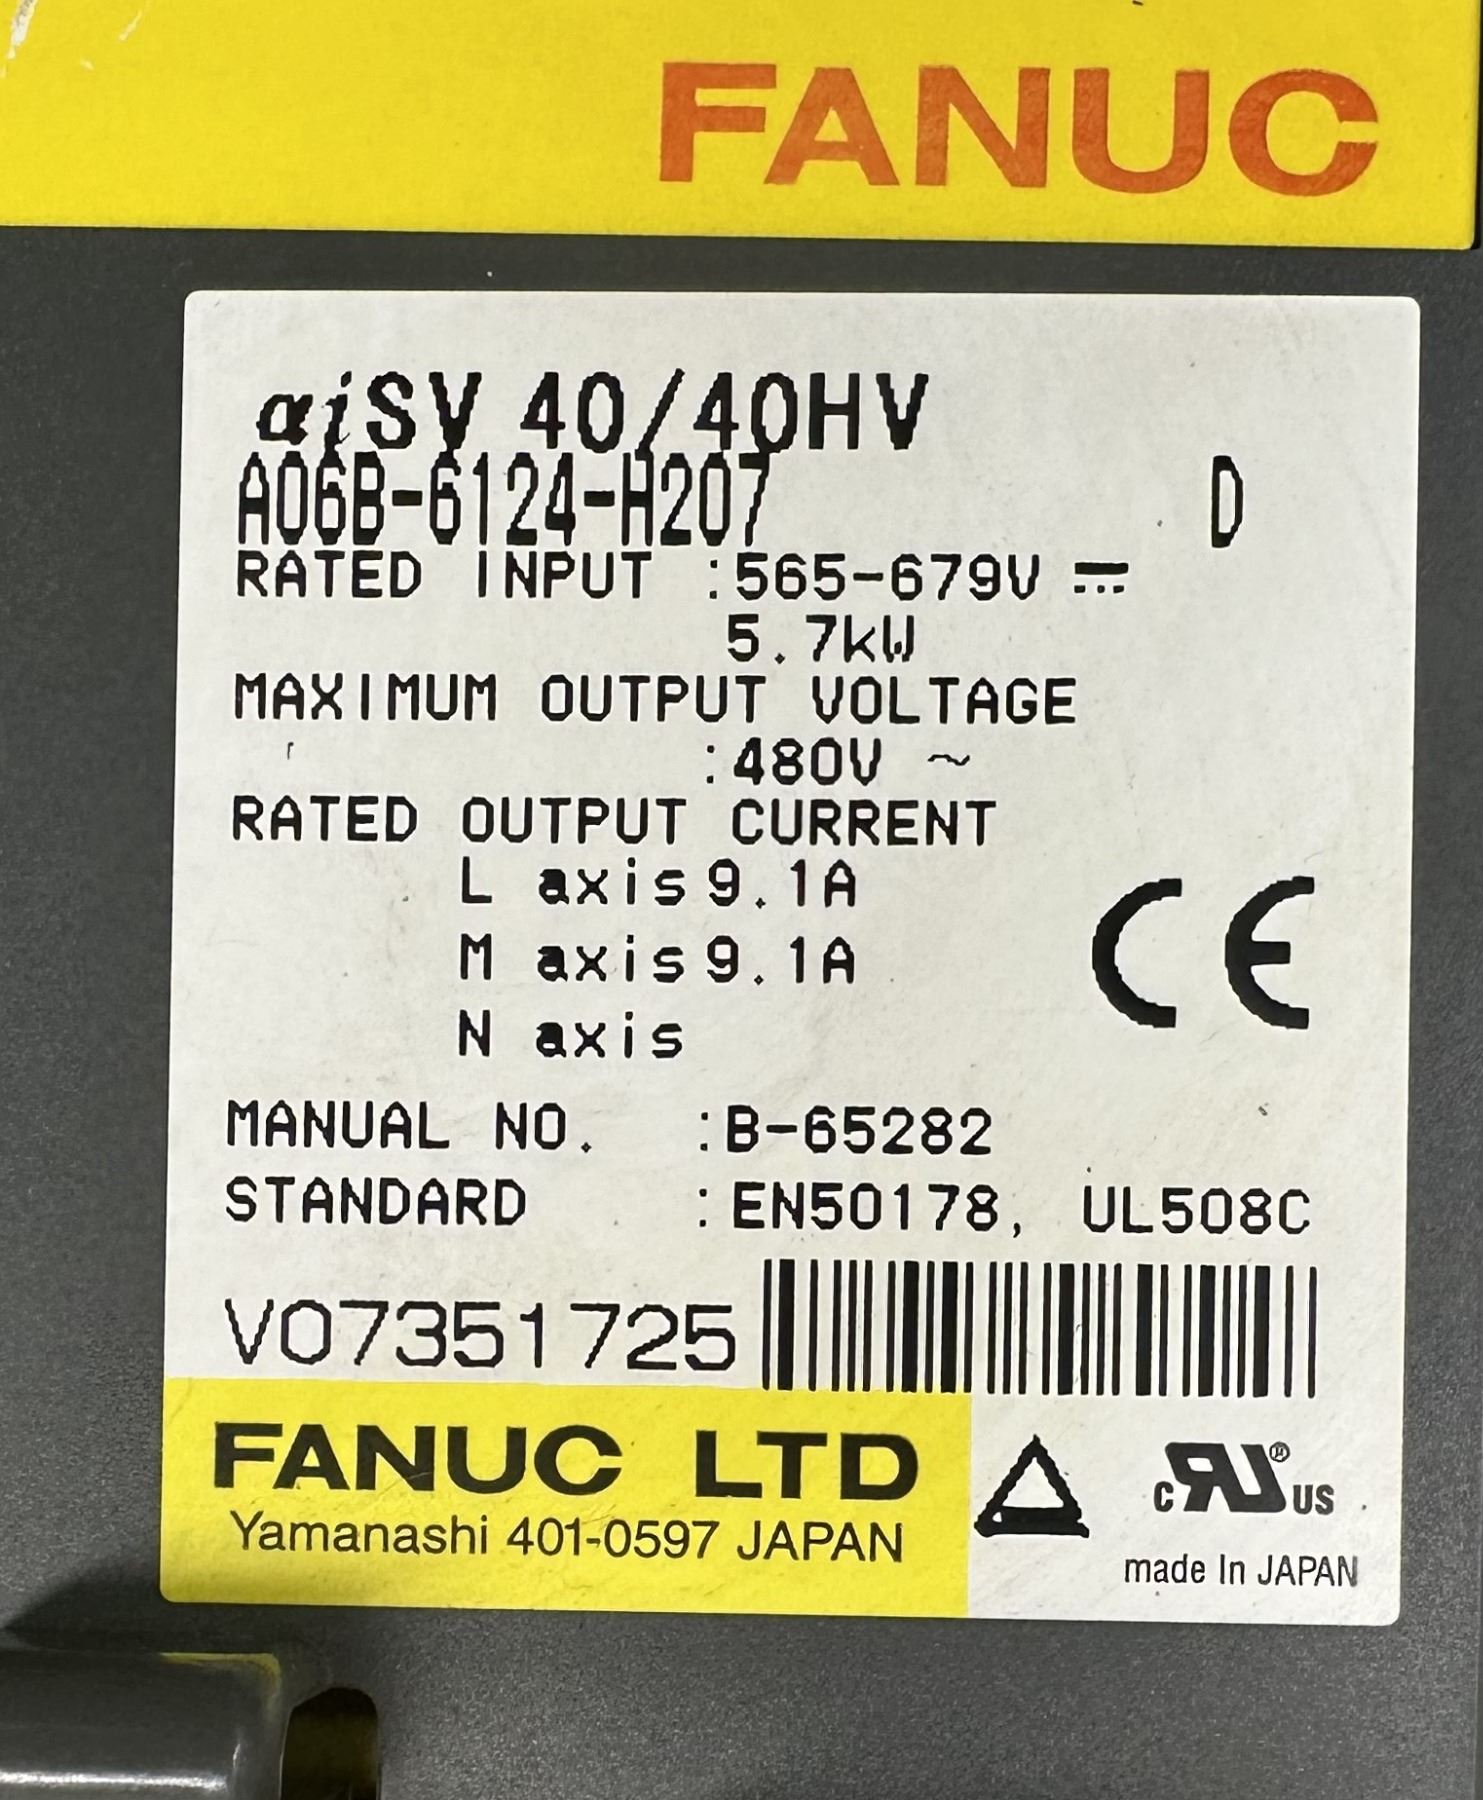 FANUC
αiSV 40/40HV
A06B-6124-H207 D
RATED INPUT :565-679V ⎓
5.7kW
MAXIMUM OUTPUT VOLTAGE
:480V ~
RATED OUTPUT CURRENT
L axis 9.1A
M axis 9.1A
N axis
CE
MANUAL NO. :B-65282
STANDARD :EN50178, UL508C
V07351725
FANUC LTD
Yamanashi 401-0597 JAPAN
c RU ® US
made In JAPAN